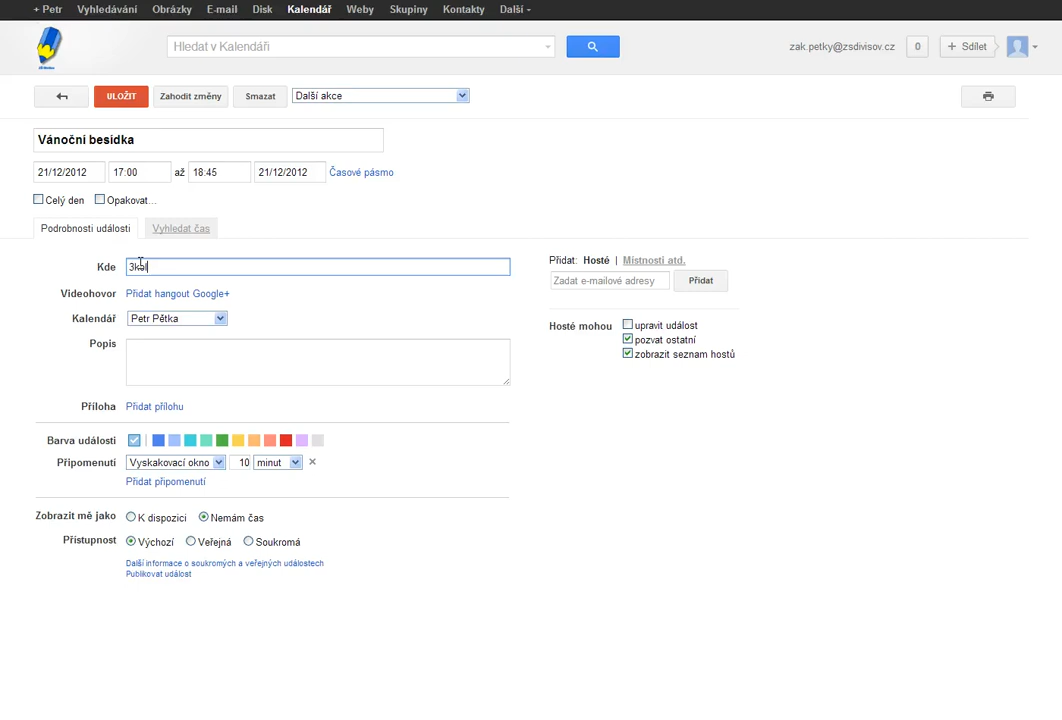 + Petr Vyhledávání Obrázky E-mail Disk Kalendář Weby Skupiny Kontakty Další
Hledat v Kalendáři zak.petky@zsdivisov.cz 0 + Sdílet
ULOŽIT Zahodit změny Smazat Další akce
Vánoční besídka
21/12/2012 17:00 až 18:45 21/12/2012 Časové pásmo
Celý den Opakovat...
Podrobnosti události Vyhledat čas
Kde
Přidat: Hosté | Místnosti atd.
Zadat e-mailové adresy Přidat
Videohovor Přidat hangout Google+
Kalendář Petr Pětka
Popis
Hosté mohou upravit událost
pozvat ostatní
zobrazit seznam hostů
Příloha Přidat přílohu
Barva události
Připomenutí Vyskakovací okno 10 minut
Přidat připomenutí
Zobrazit mě jako K dispozici Nemám čas
Přístupnost Výchozí Veřejná Soukromá
Další informace o soukromých a veřejných událostech
Publikovat událost